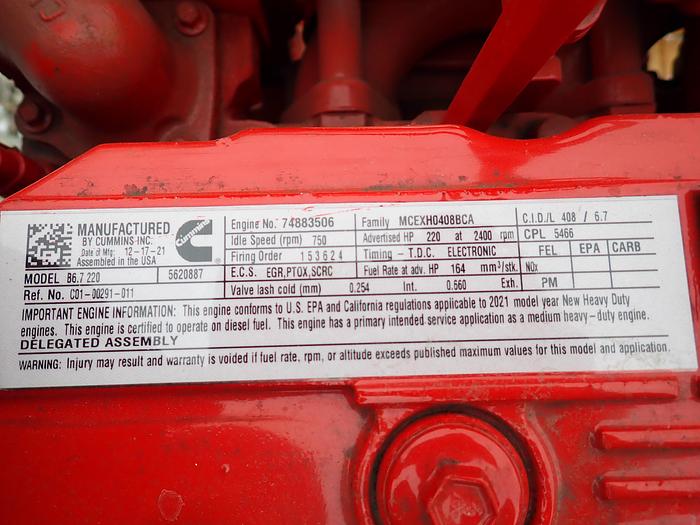 MANUFACTURED
BY CUMMINS INC.
Date of Mfg: 12-17-21
Assembled in the USA
Cummins
MODEL B6.7 220 5620887
Ref. No. C01-00291-011
Engine No. 74883506 Family MCEXH0408BCA C.I.D./L 408 / 6.7
Idle Speed (rpm) 750 Advertised HP 220 at 2400 rpm CPL 5466
Firing Order 153624 Timing - T.D.C. ELECTRONIC FEL EPA CARB
E.C.S. EGR,PTOX,SCRC Fuel Rate at adv. HP 164 mm³/stk. NOx
Valve lash cold (mm) 0.254 Int. 0.560 Exh. PM
IMPORTANT ENGINE INFORMATION: This engine conforms to U.S. EPA and California regulations applicable to 2021 model year New Heavy Duty
engines. This engine is certified to operate on diesel fuel. This engine has a primary intended service application as a medium heavy-duty engine.
DELEGATED ASSEMBLY
WARNING: Injury may result and warranty is voided if fuel rate, rpm, or altitude exceeds published maximum values for this model and application.